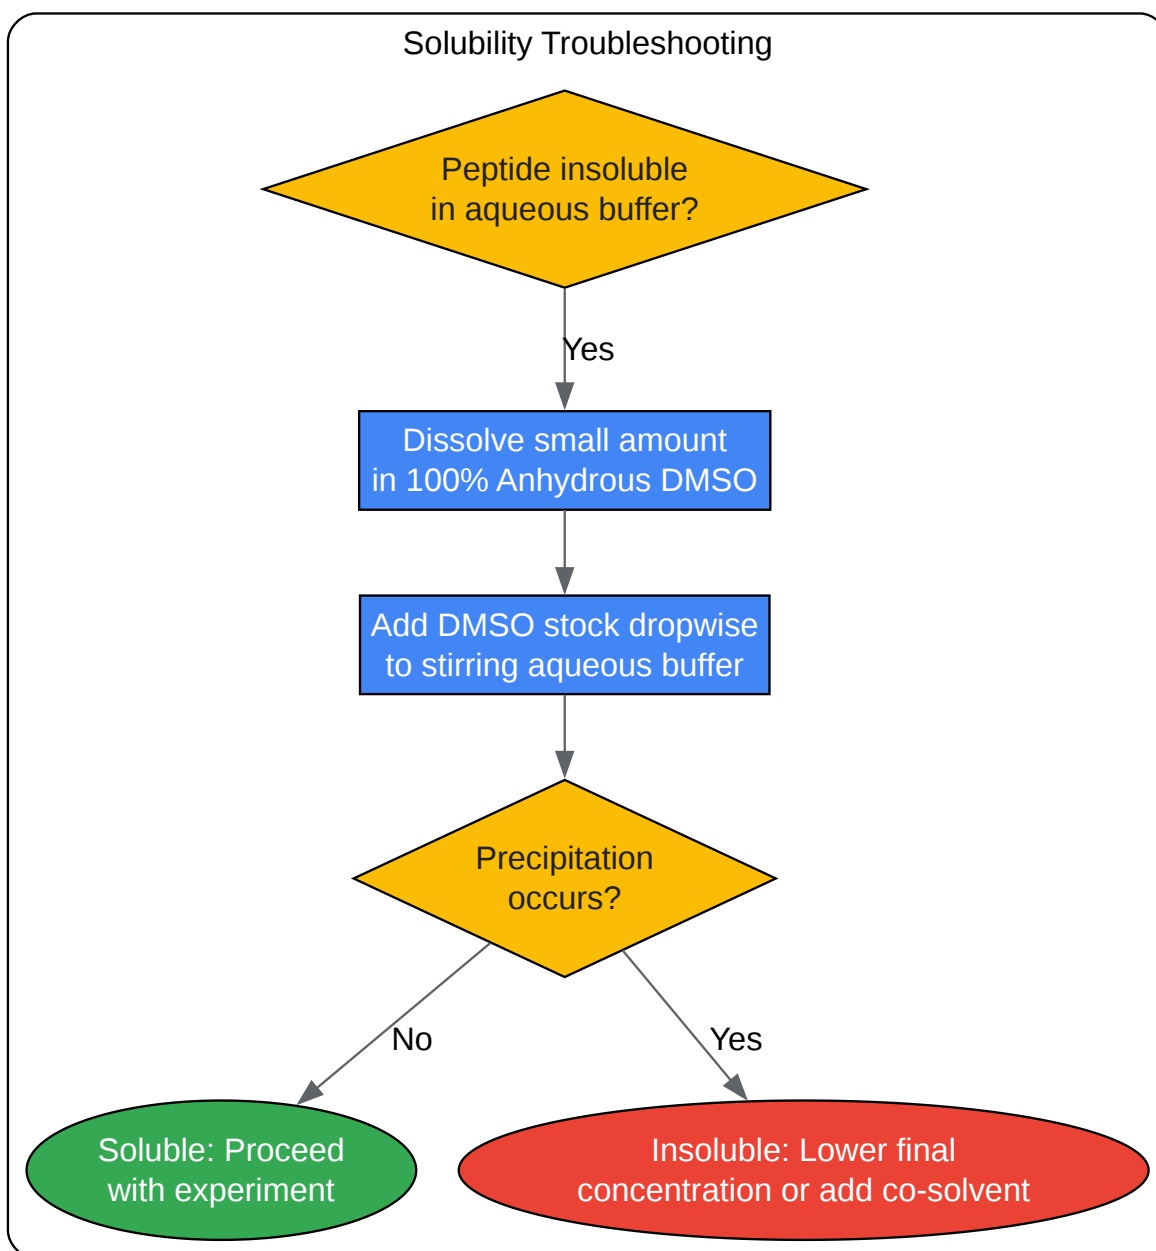 Solubility Troubleshooting
Peptide insoluble
in aqueous buffer?
Yes
Dissolve small amount
in 100% Anhydrous DMSO
Add DMSO stock dropwise
to stirring aqueous buffer
Precipitation
occurs?
No
Yes
Soluble: Proceed
with experiment
Insoluble: Lower final
concentration or add co-solvent